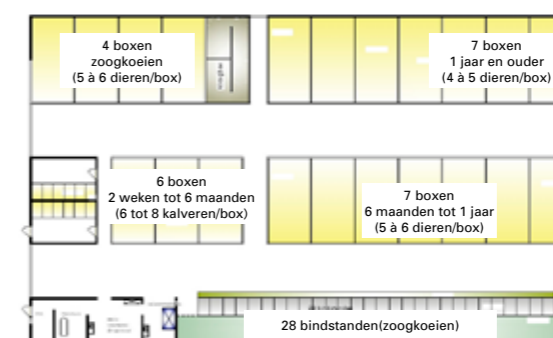 4 boxen
zoogkoeien
(5 à 6 dieren/box)
7 boxen
1 jaar en ouder
(4 à 5 dieren/box)
6 boxen
2 weken tot 6 maanden
(6 tot 8 kalveren/box)
7 boxen
6 maanden tot 1 jaar
(5 à 6 dieren/box)
28 bindstanden(zoogkoeien)